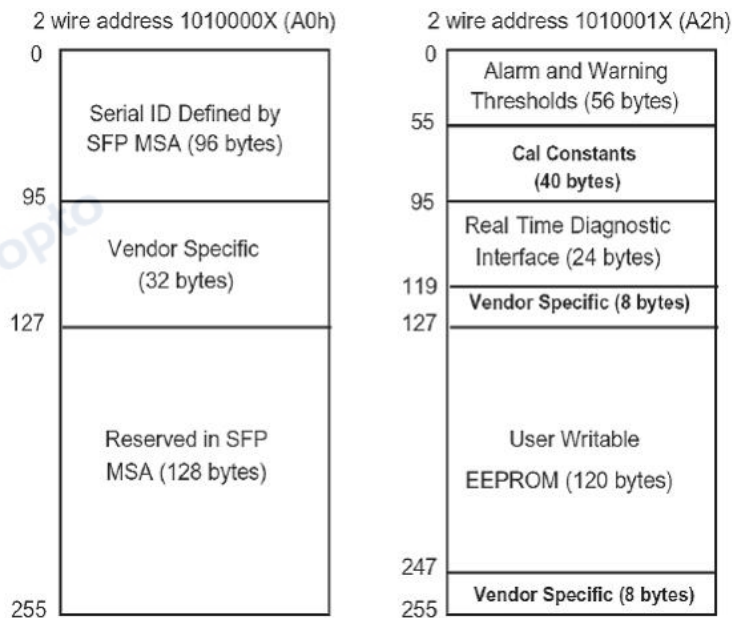 2 wire address 1010000X (A0h)
0
Serial ID Defined by
SFP MSA (96 bytes)
95
Vendor Specific
(32 bytes)
127
Reserved in SFP
MSA (128 bytes)
255
2 wire address 1010001X (A2h)
0
Alarm and Warning
Thresholds (56 bytes)
55
Cal Constants
(40 bytes)
95
Real Time Diagnostic
Interface (24 bytes)
119
Vendor Specific (8 bytes)
127
User Writable
EEPROM (120 bytes)
247
Vendor Specific (8 bytes)
255
opto